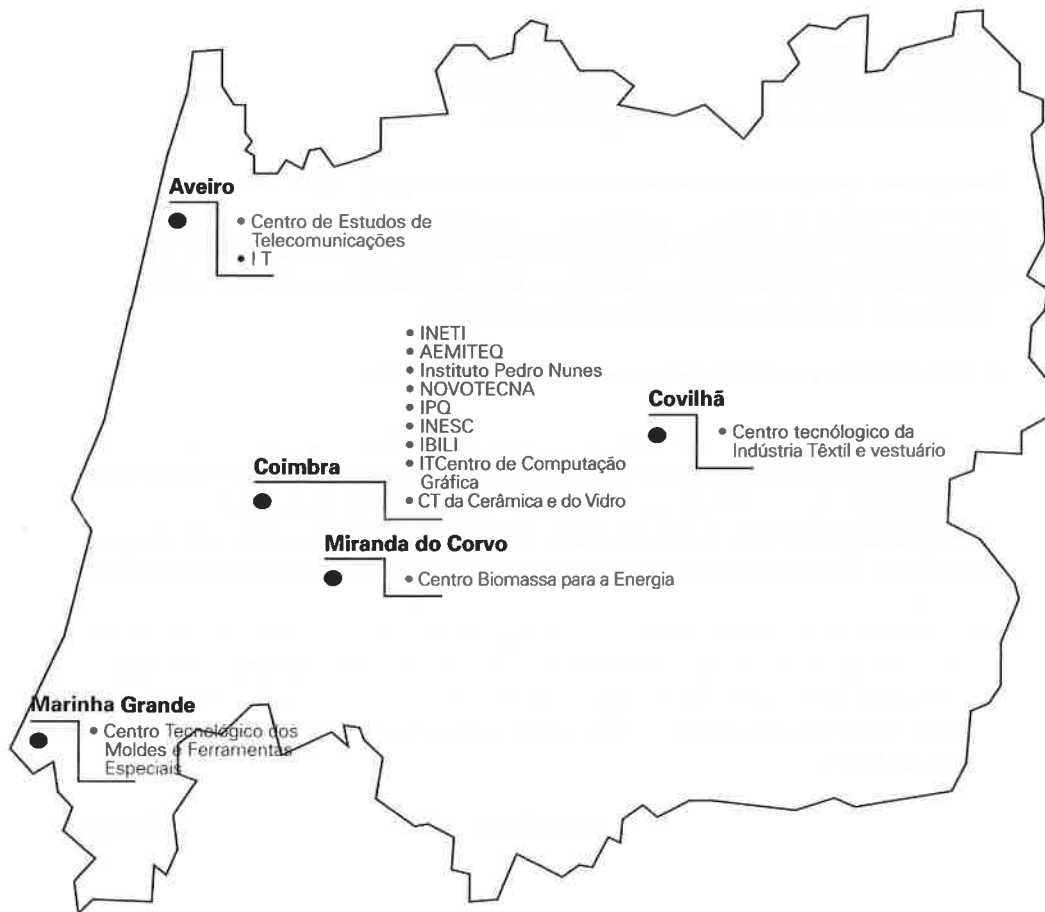 Aveiro
• Centro de Estudos de
Telecomunicações
• I T
• INETI
• AEMITEQ
• Instituto Pedro Nunes
• NOVOTECNA
• IPQ
• INESC
• IBILI
• ITCentro de Computação
Gráfica
• CT da Cerâmica e do Vidro
Coimbra
Covilhã
• Centro tecnólogico da
Indústria Têxtil e vestuário
Miranda do Corvo
• Centro Biomassa para a Energia
Marinha Grande
• Centro Tecnológico dos
Moldes e Ferramentas
Especiais